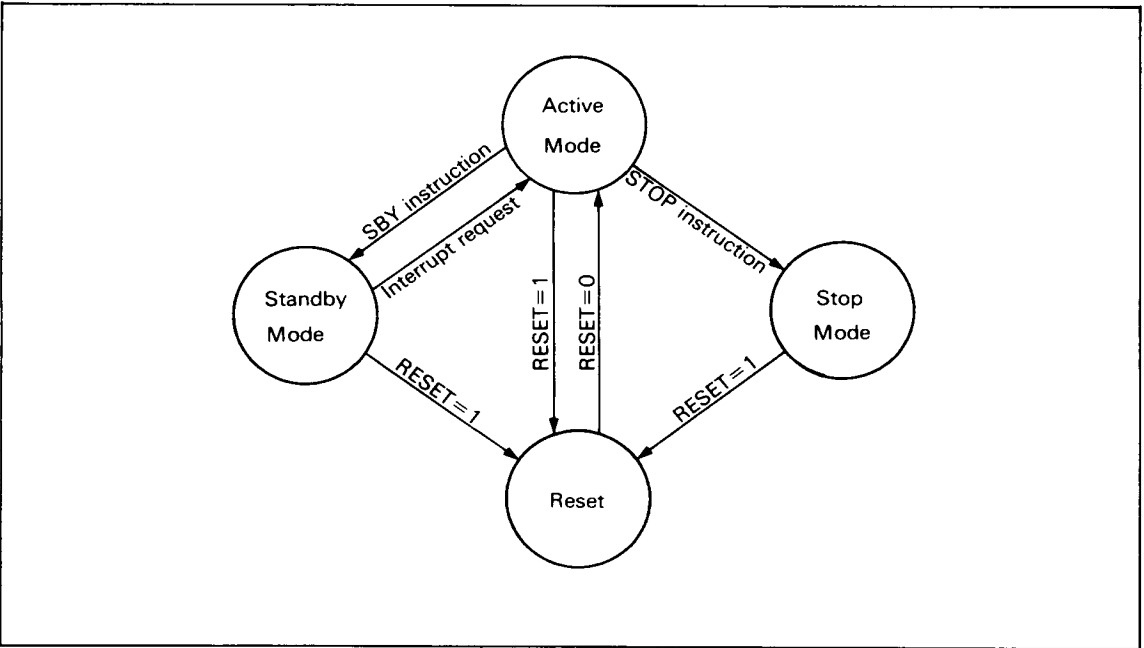 Active
Mode
SBY instruction
Interrupt request
STOP instruction
Standby
Mode
RESET=1
RESET=0
Stop
Mode
RESET=1
RESET=1
Reset